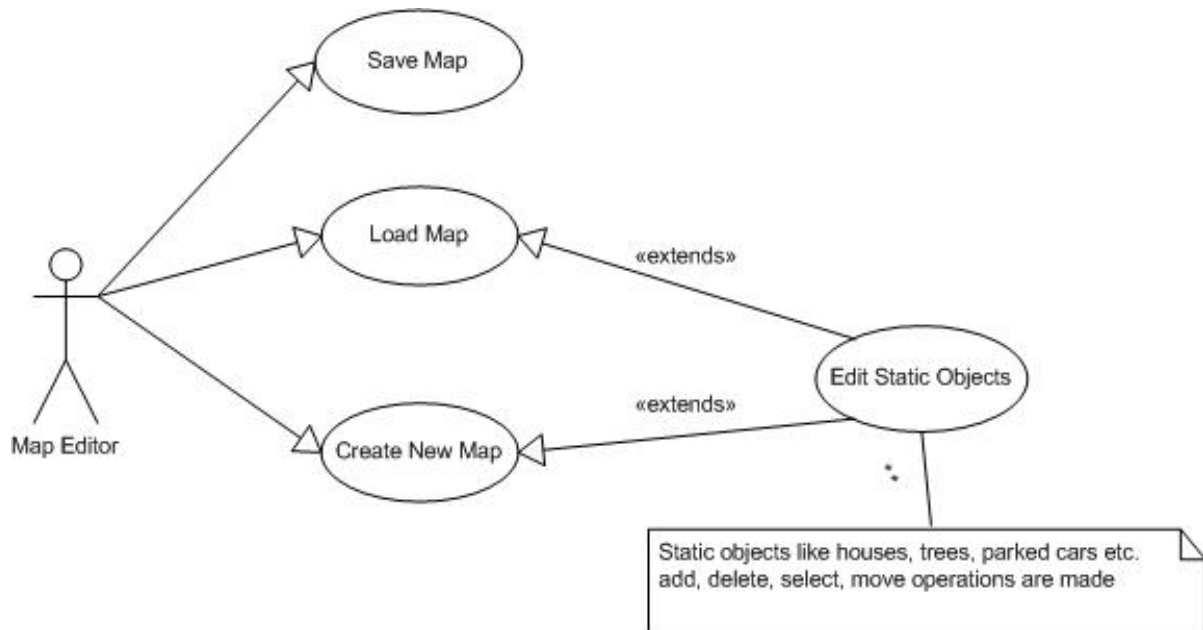 Save Map
Load Map
«extends»
Edit Static Objects
«extends»
Map Editor
Create New Map
* *
Static objects like houses, trees, parked cars etc.
add, delete, select, move operations are made